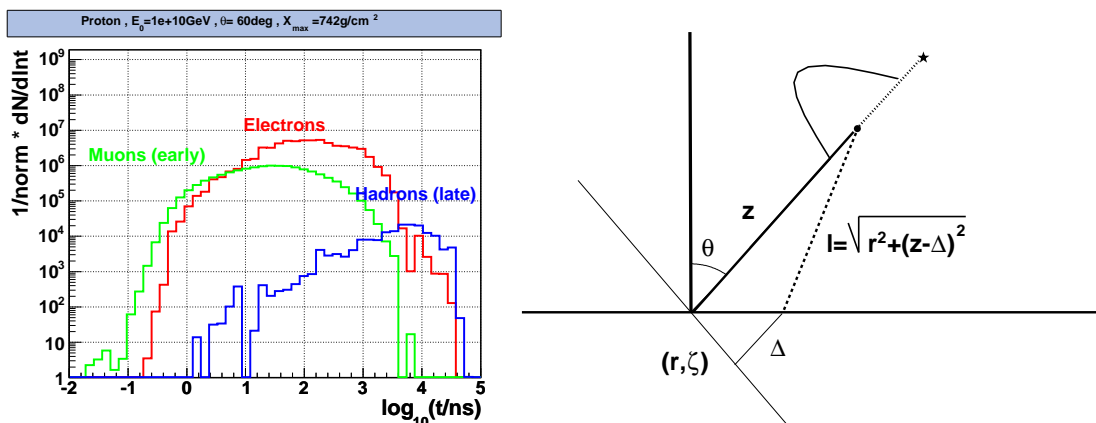 Proton , E0=1e+10GeV , θ= 60deg , Xmax =742g/cm 2
1/norm * dN/dlnt
10⁹
10⁸
10⁷
10⁶
10⁵
10⁴
10³
10²
10
1
Electrons
Muons (early)
Hadrons (late)
-2 -1 0 1 2 3 4 5
log10(t/ns)
z
θ
l=√r²+(z-Δ)²
(r,ζ)
Δ